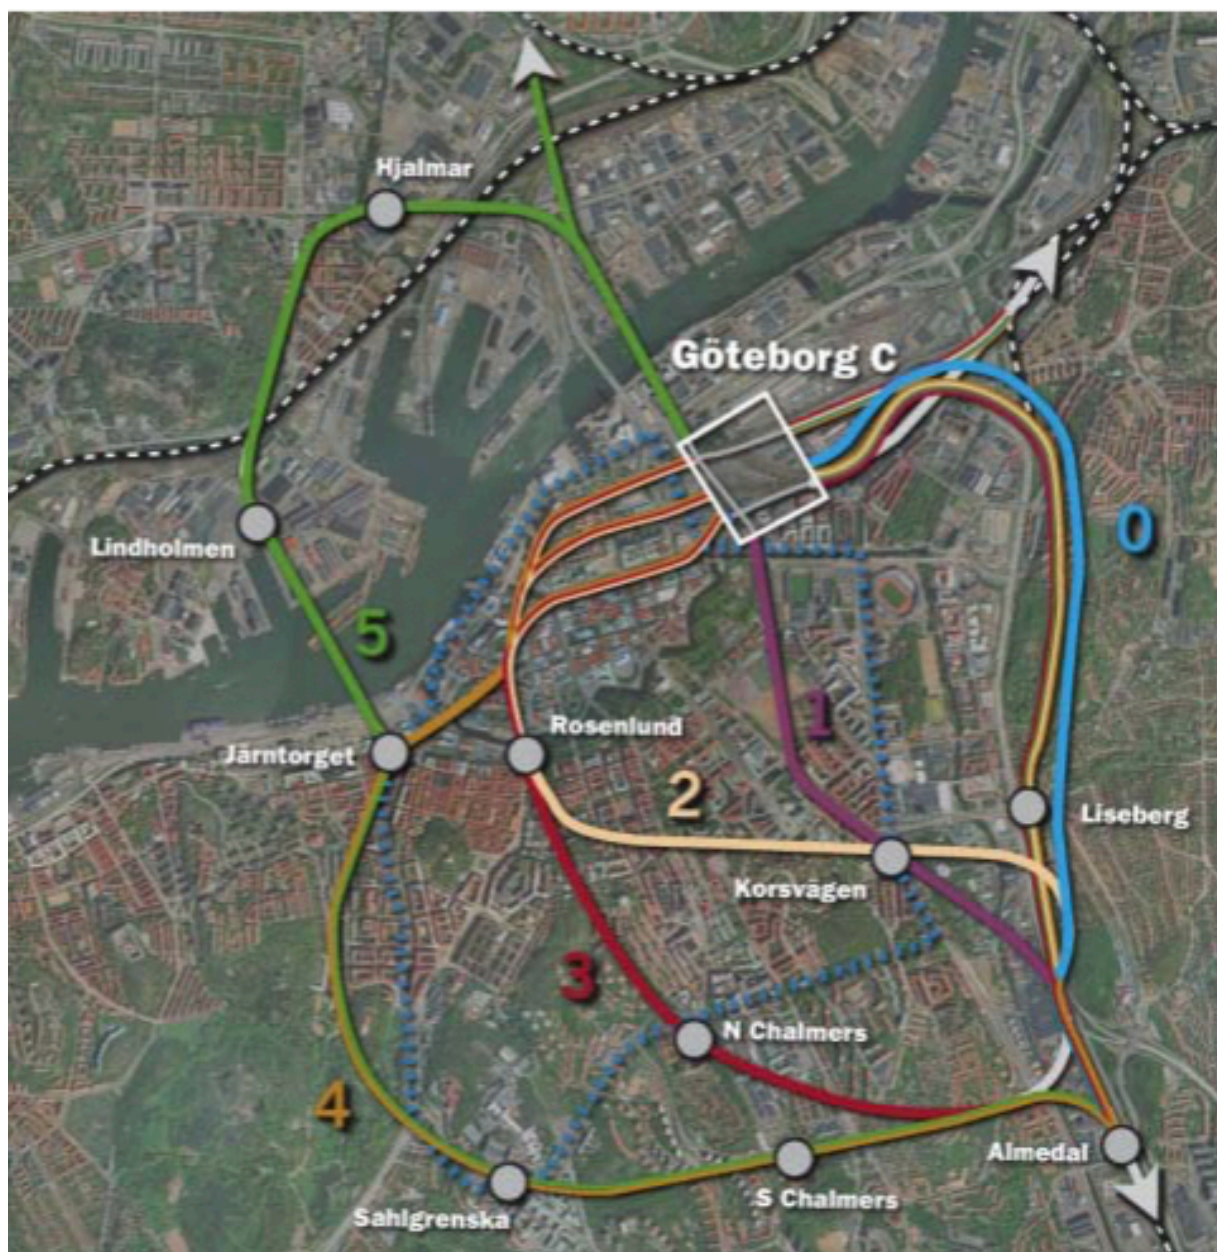 Hjalmar
Göteborg C
0
Lindholmen
5
Rosenlund
1
Järntorget
2
Liseberg
Korsvägen
3
N Chalmers
4
Almedal
S Chalmers
Sahlgrenska